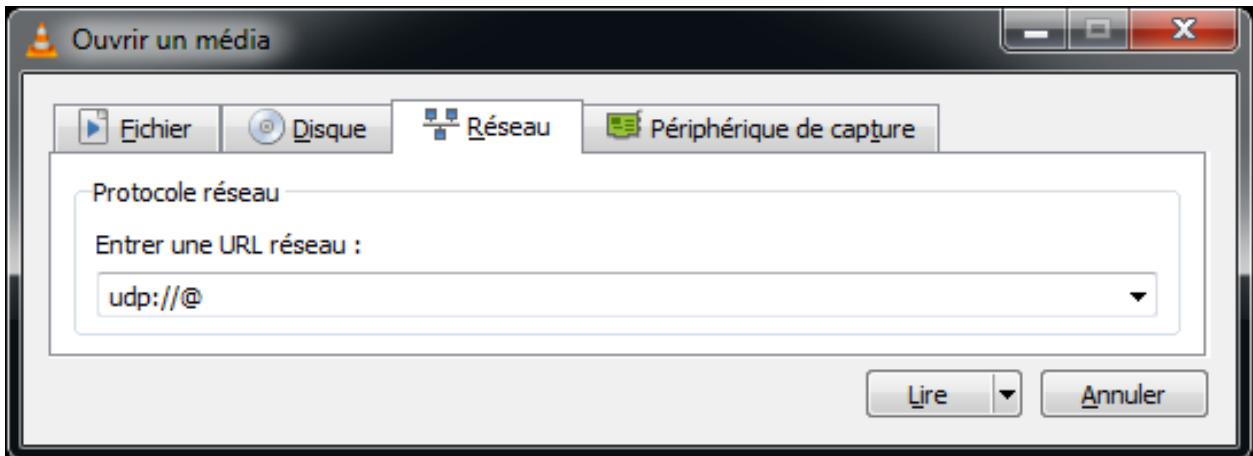 Ouvrir un média
Fichier Disque Réseau Périphérique de capture
Protocole réseau
Entrer une URL réseau :
udp://@
Lire Annuler